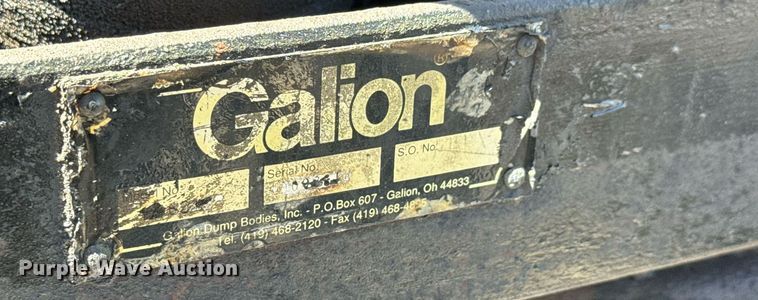 Galion®
No.
Serial No.
S.O. No.
Galion Dump Bodies, Inc. - P.O.Box 607 - Galion, Oh 44833
Tel. (419) 468-2120 - Fax (419)
Purple Wave Auction